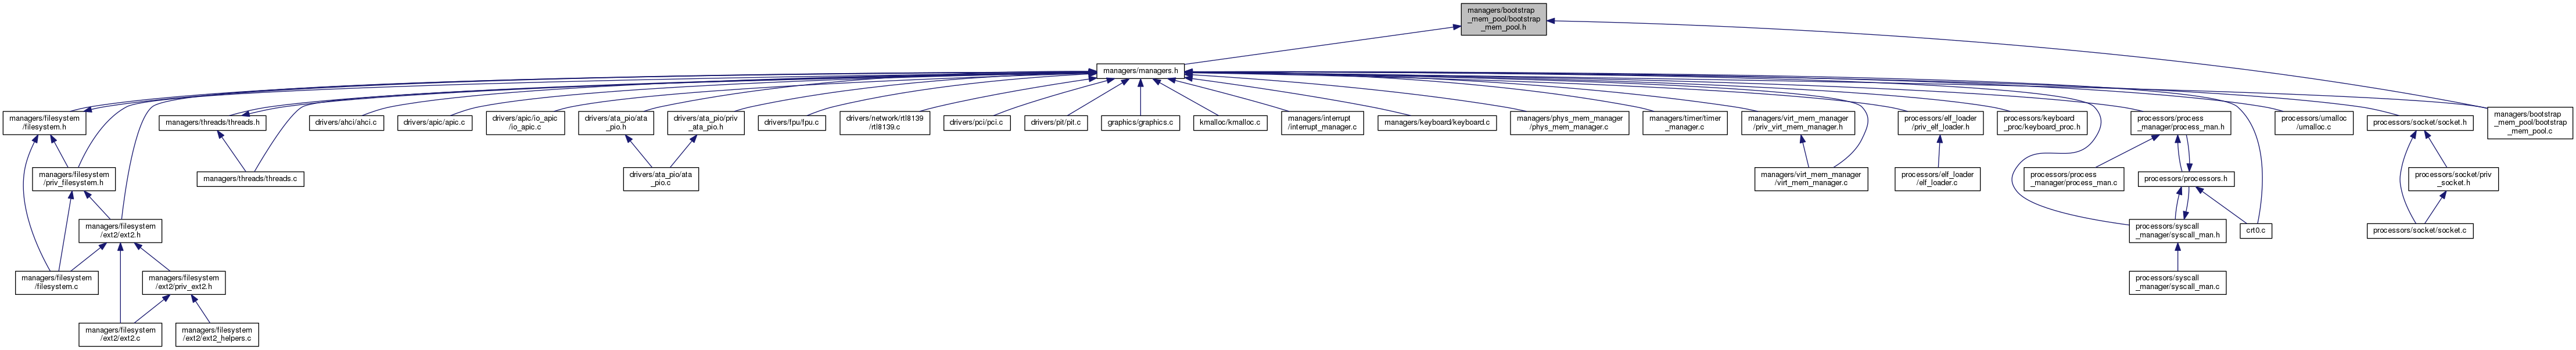 managers/bootstrap
_mem_pool/bootstrap
_mem_pool.h
managers/managers.h
managers/filesystem
/filesystem.h
managers/threads/threads.h
drivers/ahci/ahci.c
drivers/apic/apic.c
drivers/apic/io_apic
/io_apic.c
drivers/ata_pio/ata
_pio.h
drivers/ata_pio/priv
_ata_pio.h
drivers/fpu/fpu.c
drivers/network/rtl8139
/rtl8139.c
drivers/pci/pci.c
drivers/pit/pit.c
graphics/graphics.c
kmalloc/kmalloc.c
managers/interrupt
/interrupt_manager.c
managers/keyboard/keyboard.c
managers/phys_mem_manager
/phys_mem_manager.c
managers/timer/timer
_manager.c
managers/virt_mem_manager
/priv_virt_mem_manager.h
processors/elf_loader
/priv_elf_loader.h
processors/keyboard
_proc/keyboard_proc.h
processors/process
_manager/process_man.h
processors/umalloc
/umalloc.c
processors/socket/socket.h
managers/bootstrap
_mem_pool/bootstrap
_mem_pool.c
managers/filesystem
/priv_filesystem.h
managers/threads/threads.c
drivers/ata_pio/ata
_pio.c
managers/virt_mem_manager
/virt_mem_manager.c
processors/elf_loader
/elf_loader.c
processors/process
_manager/process_man.c
processors/processors.h
processors/socket/priv
_socket.h
managers/filesystem
/ext2/ext2.h
processors/syscall
_manager/syscall_man.h
crt0.c
processors/socket/socket.c
managers/filesystem
/filesystem.c
managers/filesystem
/ext2/priv_ext2.h
processors/syscall
_manager/syscall_man.c
managers/filesystem
/ext2/ext2.c
managers/filesystem
/ext2/ext2_helpers.c